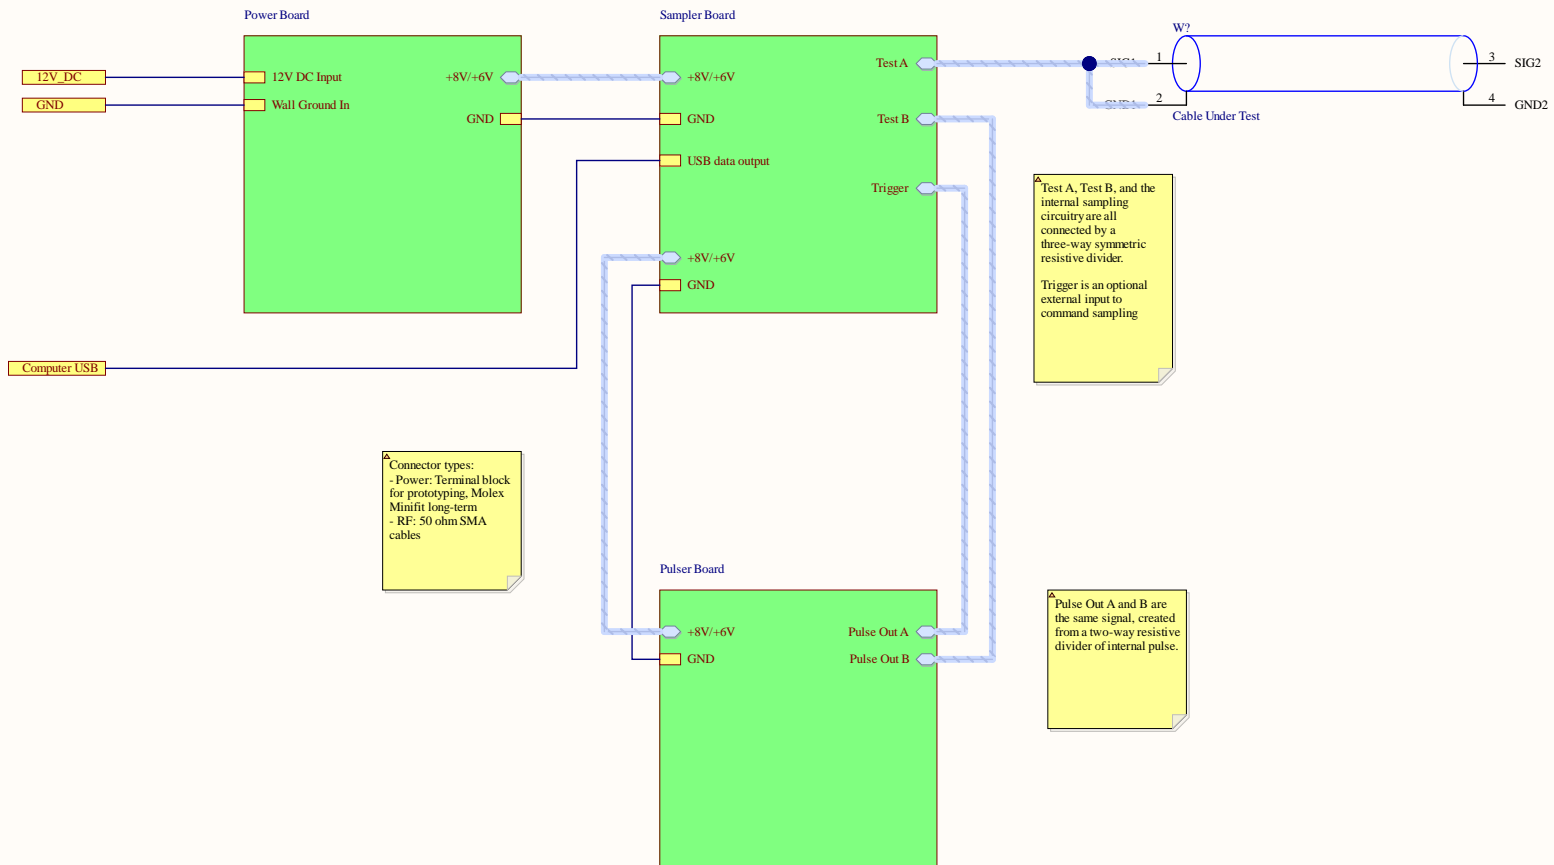 Power Board
Sampler Board
W?
12V_DC
12V DC Input
+8V/+6V
+8V/+6V
Test A
1
3
SIG2
GND
Wall Ground In
2
4
GND2
GND
GND
Test B
Cable Under Test
USB data output
Trigger
+8V/+6V
GND
Test A, Test B, and the
internal sampling
circuitry are all
connected by a
three-way symmetric
resistive divider.
Trigger is an optional
external input to
command sampling
Computer USB
Connector types:
- Power: Terminal block
for prototyping, Molex
Minifit long-term
- RF: 50 ohm SMA
cables
Pulser Board
+8V/+6V
Pulse Out A
GND
Pulse Out B
Pulse Out A and B are
the same signal, created
from a two-way resistive
divider of internal pulse.